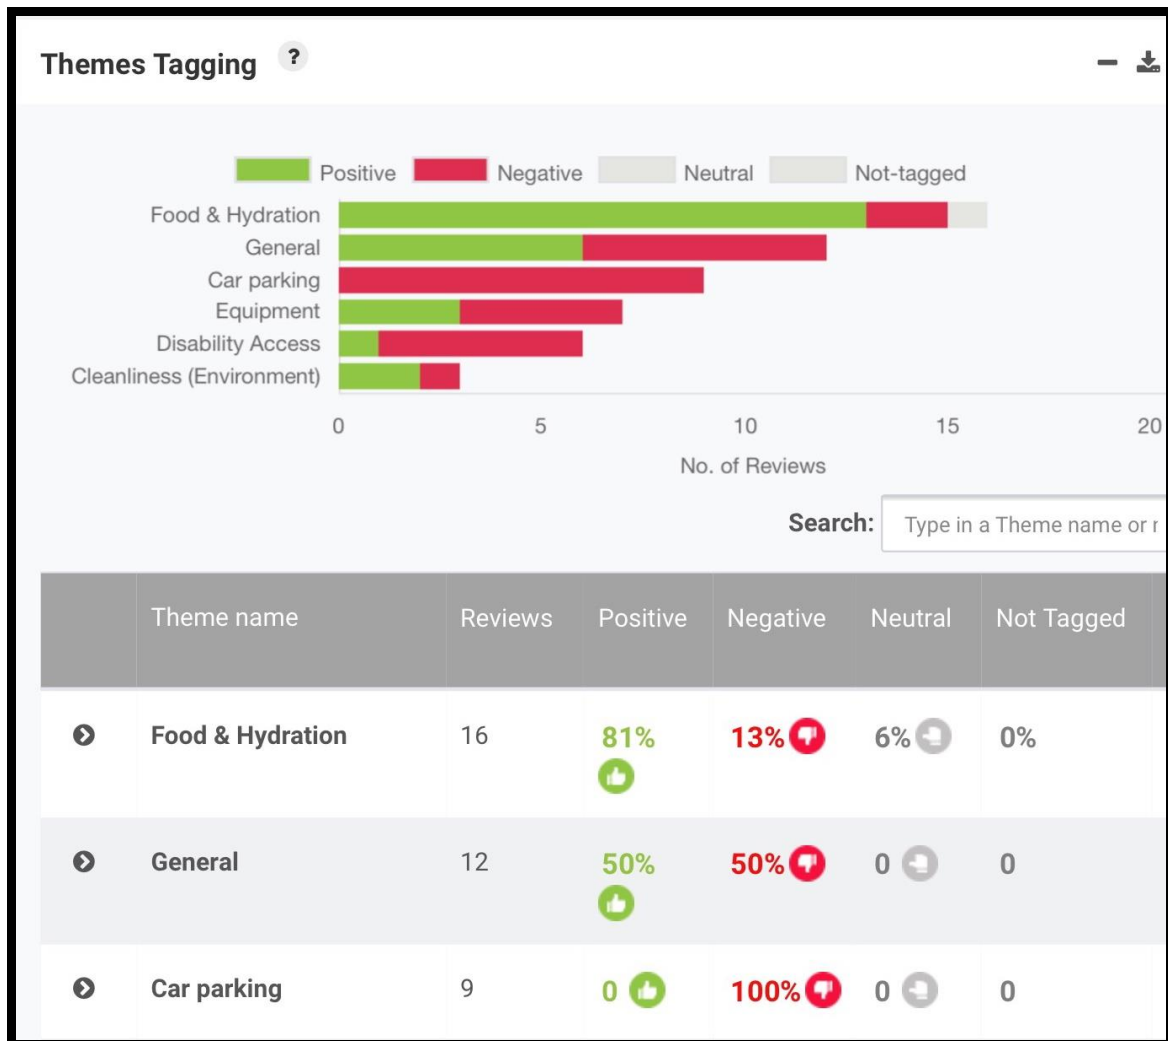 Themes Tagging ?
Positive Negative Neutral Not-tagged
Food & Hydration
General
Car parking
Equipment
Disability Access
Cleanliness (Environment)
0 5 10 15 20
No. of Reviews
Search: Type in a Theme name or r
Theme name Reviews Positive Negative Neutral Not Tagged
Food & Hydration 16 81% 13% 6% 0%
General 12 50% 50% 0 0
Car parking 9 0 100% 0 0